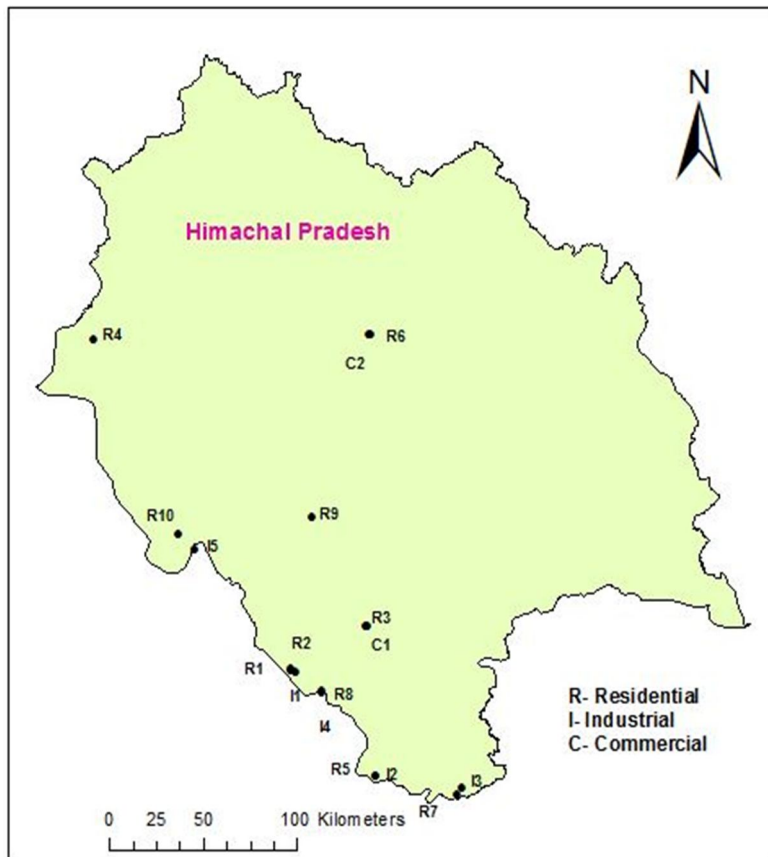 N
Himachal Pradesh
R4
R6
C2
R10
R9
I5
R3
R2
C1
R1
I1
R8
I4
R- Residential
I- Industrial
C- Commercial
R5
I2
I3
R7
0 25 50 100 Kilometers